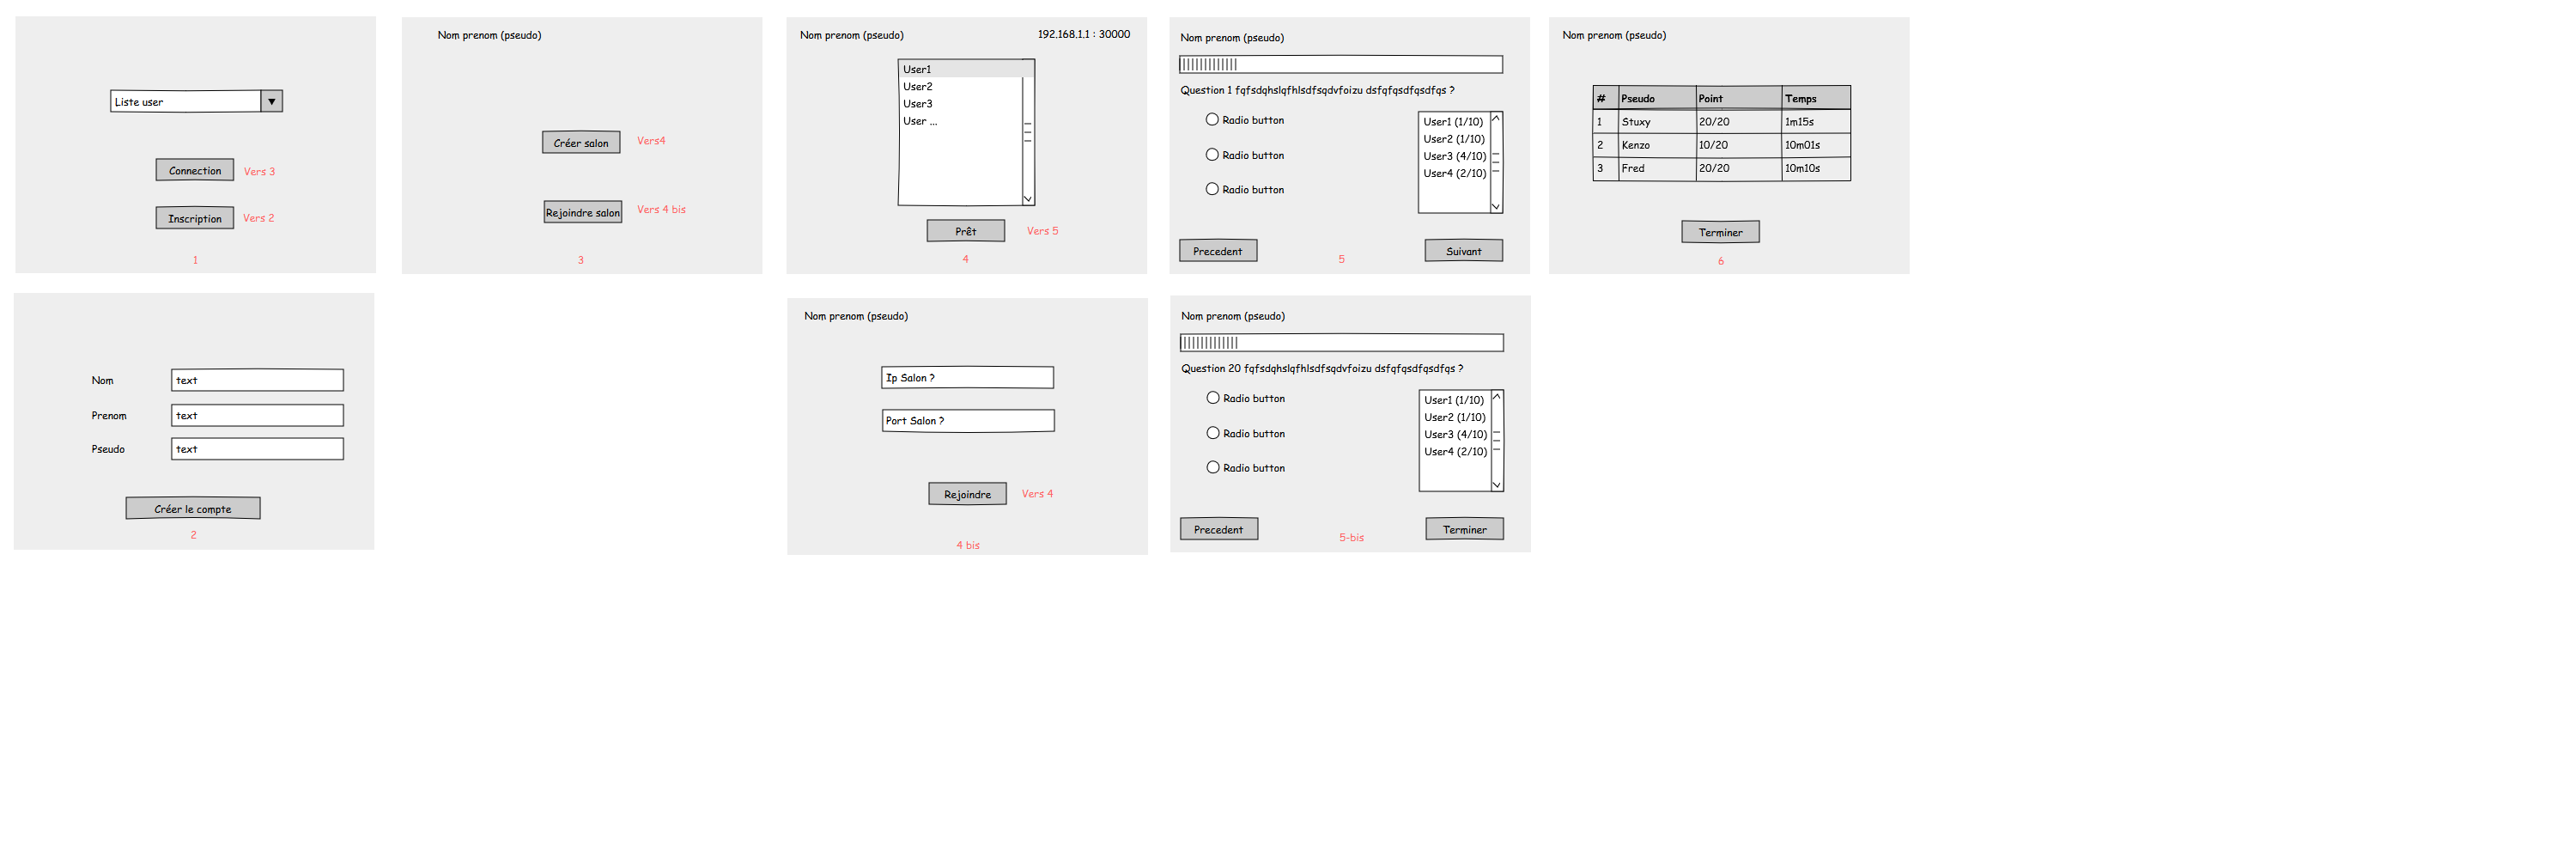 Liste user
Connection
Vers 3
Inscription
Vers 2
1
Nom prenom (pseudo)
Créer salon
Vers4
Rejoindre salon
Vers 4 bis
3
Nom prenom (pseudo)
192.168.1.1 : 30000
User1
User2
User3
User ...
Prêt
Vers 5
4
Nom prenom (pseudo)
Question 1 fqfsdqhslqfhlsdfsqdvfoizu dsfqfqsdfqsdfqs ?
Radio button
Radio button
Radio button
User1 (1/10)
User2 (1/10)
User3 (4/10)
User4 (2/10)
Precedent
Suivant
5
Nom prenom (pseudo)
# Pseudo Point Temps
1 Stuxy 20/20 1m15s
2 Kenzo 10/20 10m01s
3 Fred 20/20 10m10s
Terminer
6
Nom
text
Prenom
text
Pseudo
text
Créer le compte
2
Nom prenom (pseudo)
Ip Salon ?
Port Salon ?
Rejoindre
Vers 4
4 bis
Nom prenom (pseudo)
Question 20 fqfsdqhslqfhlsdfsqdvfoizu dsfqfqsdfqsdfqs ?
Radio button
Radio button
Radio button
User1 (1/10)
User2 (1/10)
User3 (4/10)
User4 (2/10)
Precedent
Terminer
5-bis